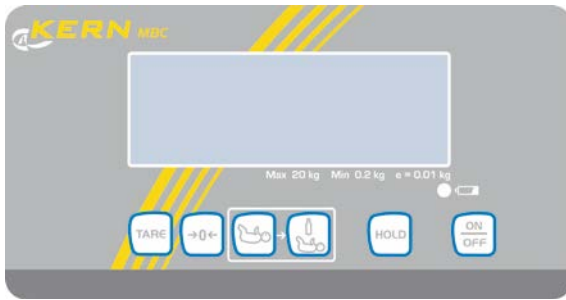 KERN MBC
Max 20 kg Min 0.2 kg e = 0.01 kg
TARE →0← → HOLD ON
OFF